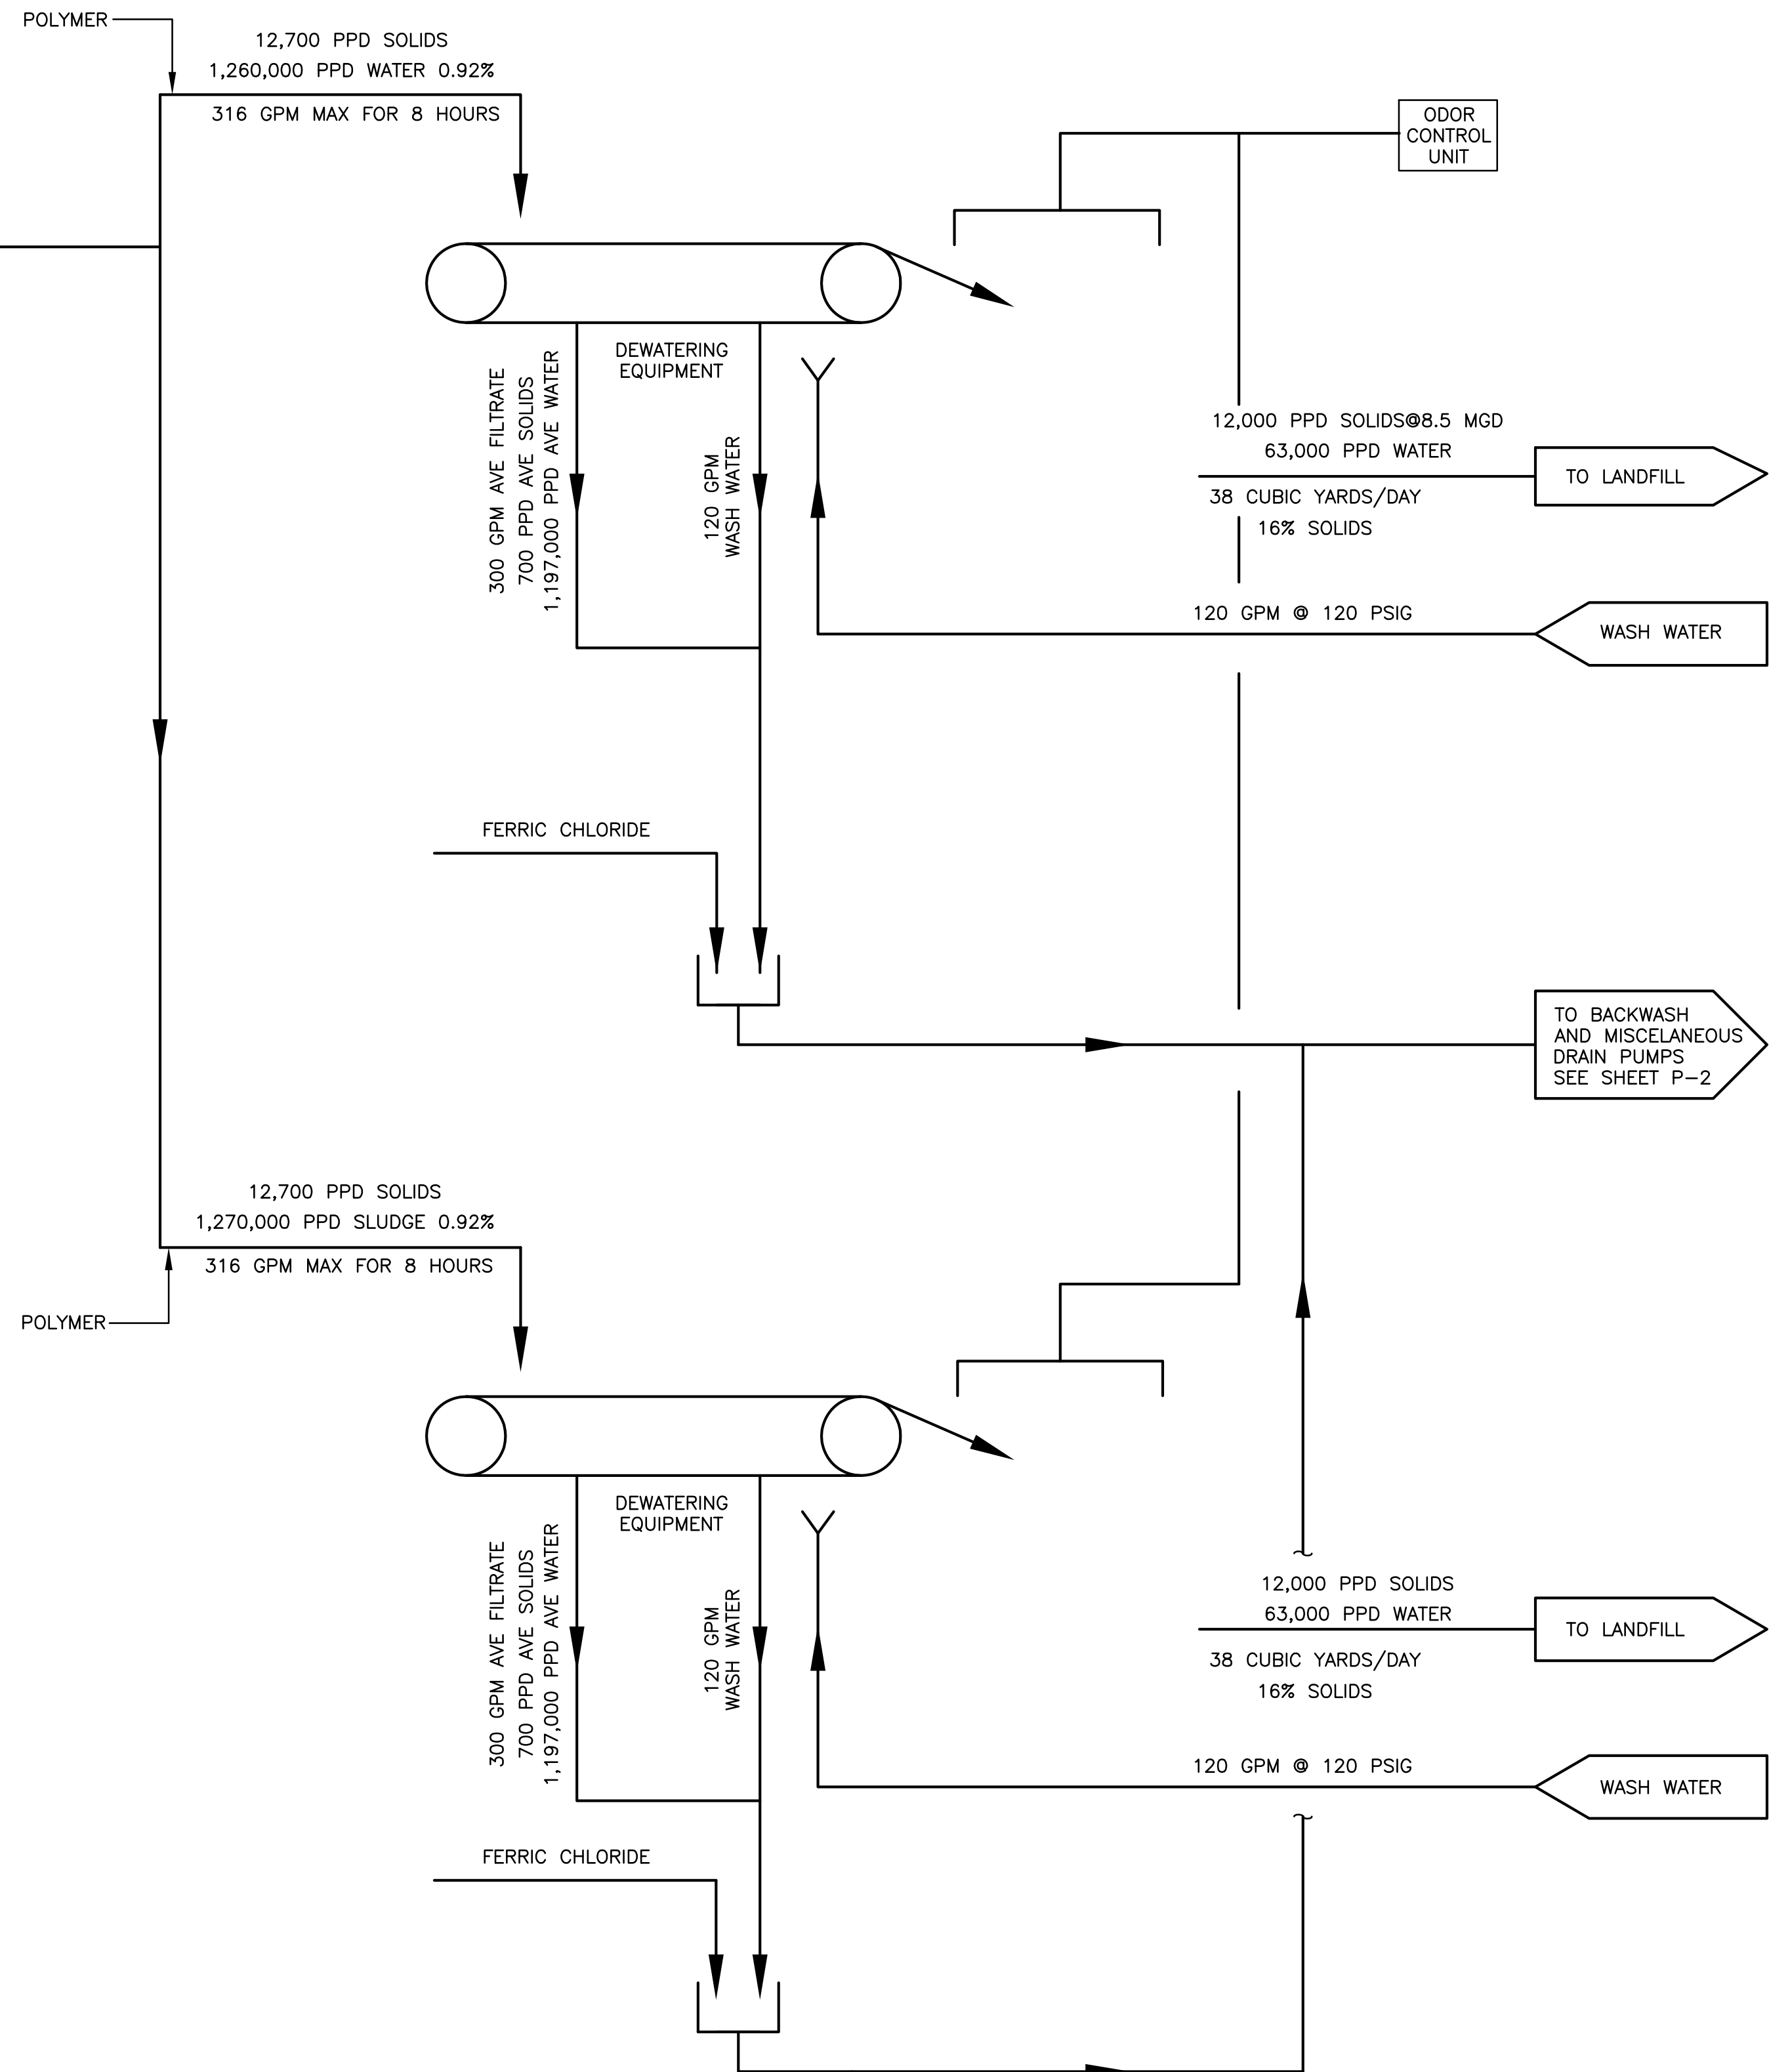 POLYMER
12,700 PPD SOLIDS
1,260,000 PPD WATER 0.92%
316 GPM MAX FOR 8 HOURS
ODOR
CONTROL
UNIT
DEWATERING
EQUIPMENT
300 GPM AVE FILTRATE
700 PPD AVE SOLIDS
1,197,000 PPD AVE WATER
120 GPM
WASH WATER
12,000 PPD SOLIDS@8.5 MGD
63,000 PPD WATER
38 CUBIC YARDS/DAY
16% SOLIDS
TO LANDFILL
120 GPM @ 120 PSIG
WASH WATER
FERRIC CHLORIDE
TO BACKWASH
AND MISCELANEOUS
DRAIN PUMPS
SEE SHEET P-2
12,700 PPD SOLIDS
1,270,000 PPD SLUDGE 0.92%
316 GPM MAX FOR 8 HOURS
POLYMER
DEWATERING
EQUIPMENT
300 GPM AVE FILTRATE
700 PPD AVE SOLIDS
1,197,000 PPD AVE WATER
120 GPM
WASH WATER
12,000 PPD SOLIDS
63,000 PPD WATER
38 CUBIC YARDS/DAY
16% SOLIDS
TO LANDFILL
120 GPM @ 120 PSIG
WASH WATER
FERRIC CHLORIDE